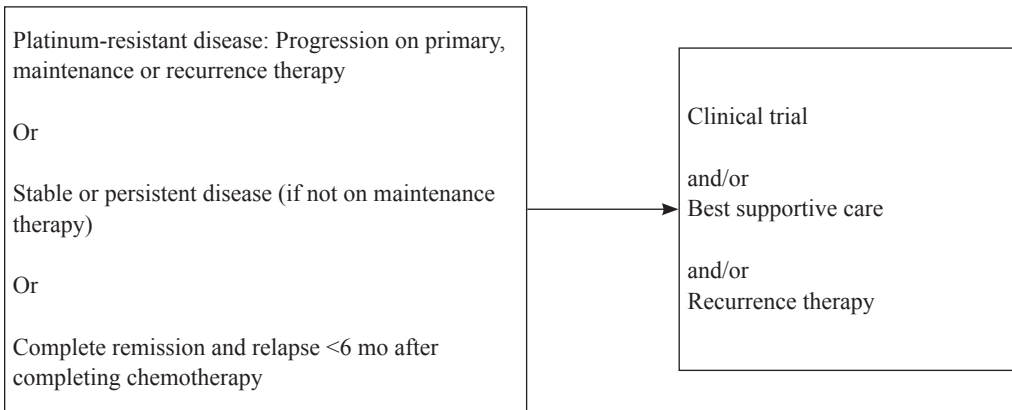 Platinum-resistant disease: Progression on primary,
maintenance or recurrence therapy
Or
Stable or persistent disease (if not on maintenance
therapy)
Or
Complete remission and relapse <6 mo after
completing chemotherapy
Clinical trial
and/or
Best supportive care
and/or
Recurrence therapy